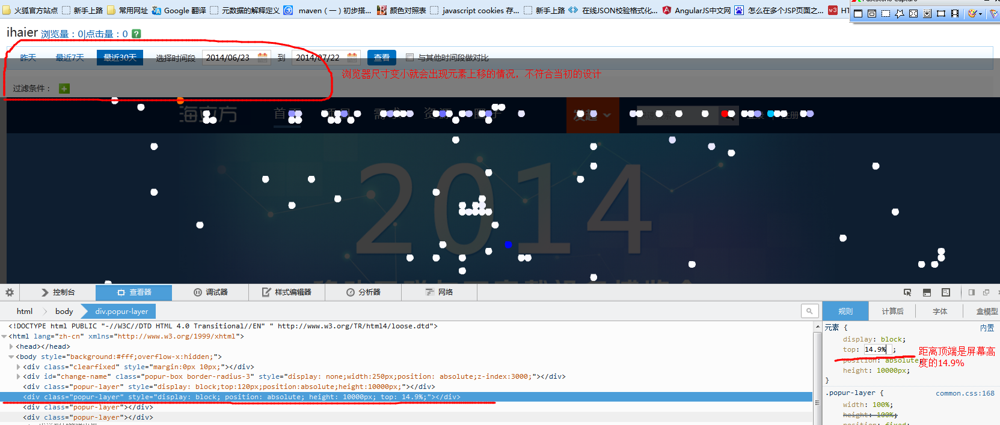 火狐官方站点 新手上路 常用网址 Google 翻译 元数据的解释定义 maven（一）初步搭... 颜色对照表 javascript cookies 存... 新手上路 在线JSON校验格式化,... AngularJS中文网 怎么在多个JSP页面之... HT
ihaier 浏览量：0|点击量：0 ?
昨天 最近7天 最近30天 选择时间段 2014/06/23 到 2014/07/22 查看 与其他时间段做对比
浏览器尺寸变小就会出现元素上移的情况，不符合当初的设计
过滤条件：
海立方 首页 项目 需求 资源 圈子 发起 登录 注册
2014
控制台 查看器 调试器 样式编辑器 分析器 网络
html body div.popur-layer 规则 计算后 字体 盒模型
<!DOCTYPE html PUBLIC "-//W3C//DTD HTML 4.0 Transitional//EN" " http://www.w3.org/TR/html4/loose.dtd">
<html lang="zh-cn" xmlns="http://www.w3.org/1999/xhtml">
<head></head>
<body style="background:#fff;overflow-x:hidden;">
<div class="clearfixed" style="margin:0px 10px;"></div>
<div id="change-name" class="popur-box border-radius-3" style="display: none;width:250px;position: absolute;z-index:3000;"></div>
<div class="popur-layer" style="display: block;top:120px;position:absolute;height:10000px;"></div>
<div class="popur-layer" style="display: block; position: absolute; height: 10000px; top: 14.9%;"></div>
<div class="popur-layer"></div>
<div class="popur-layer"></div>
元素 { 内置
display: block;
top: 14.9% ;
position: absolute
height: 10000px;
}
距离顶端是屏幕高
度的14.9%
.popur-layer { common.css:168
width: 100%;
height: 100%;
position: fixed;